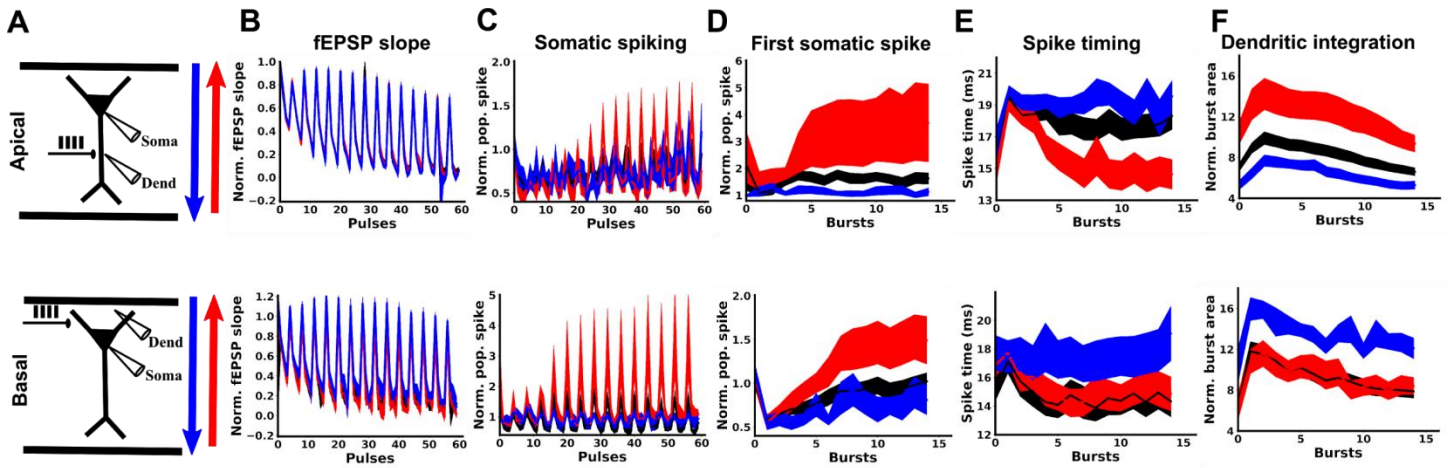 A
B
C
D
E
F
fEPSP slope
Somatic spiking
First somatic spike
Spike timing
Dendritic integration
Apical
Soma
Dend
Norm. fEPSP slope
1.0
0.8
0.6
0.4
0.2
0.0
−0.2
0 10 20 30 40 50 60
Pulses
Norm. pop. spike
2.0
1.5
1.0
0.5
0 10 20 30 40 50 60
Pulses
Norm. pop. spike
6
5
4
3
2
1
0 5 10 15
Bursts
Spike time (ms)
21
19
18
17
15
13
0 5 10 15
Bursts
Norm. burst area
16
12
8
4
0 5 10 15
Bursts
Basal
Dend
Soma
Norm. fEPSP slope
1.2
1.0
0.8
0.6
0.4
0.2
0.0
−0.2
0 10 20 30 40 50 60
Pulses
Norm. pop. spike
5
4
3
2
1
0 10 20 30 40 50 60
Pulses
Norm. pop. spike
2.0
1.5
1.0
0.5
0 5 10 15
Bursts
Spike time (ms)
20
18
16
14
12
0 5 10 15
Bursts
Norm. burst area
16
12
8
4
0 5 10 15
Bursts